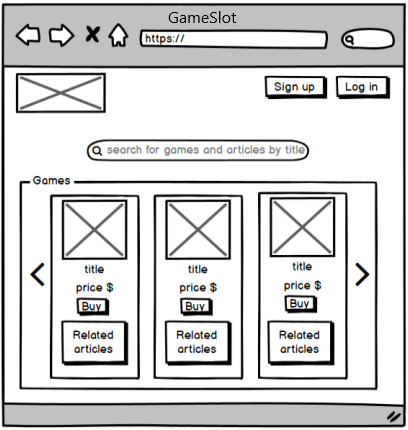 GameSlot
https://
Sign up
Log in
search for games and articles by title
Games
title
price $
Buy
Related
articles
title
price $
Buy
Related
articles
title
price $
Buy
Related
articles